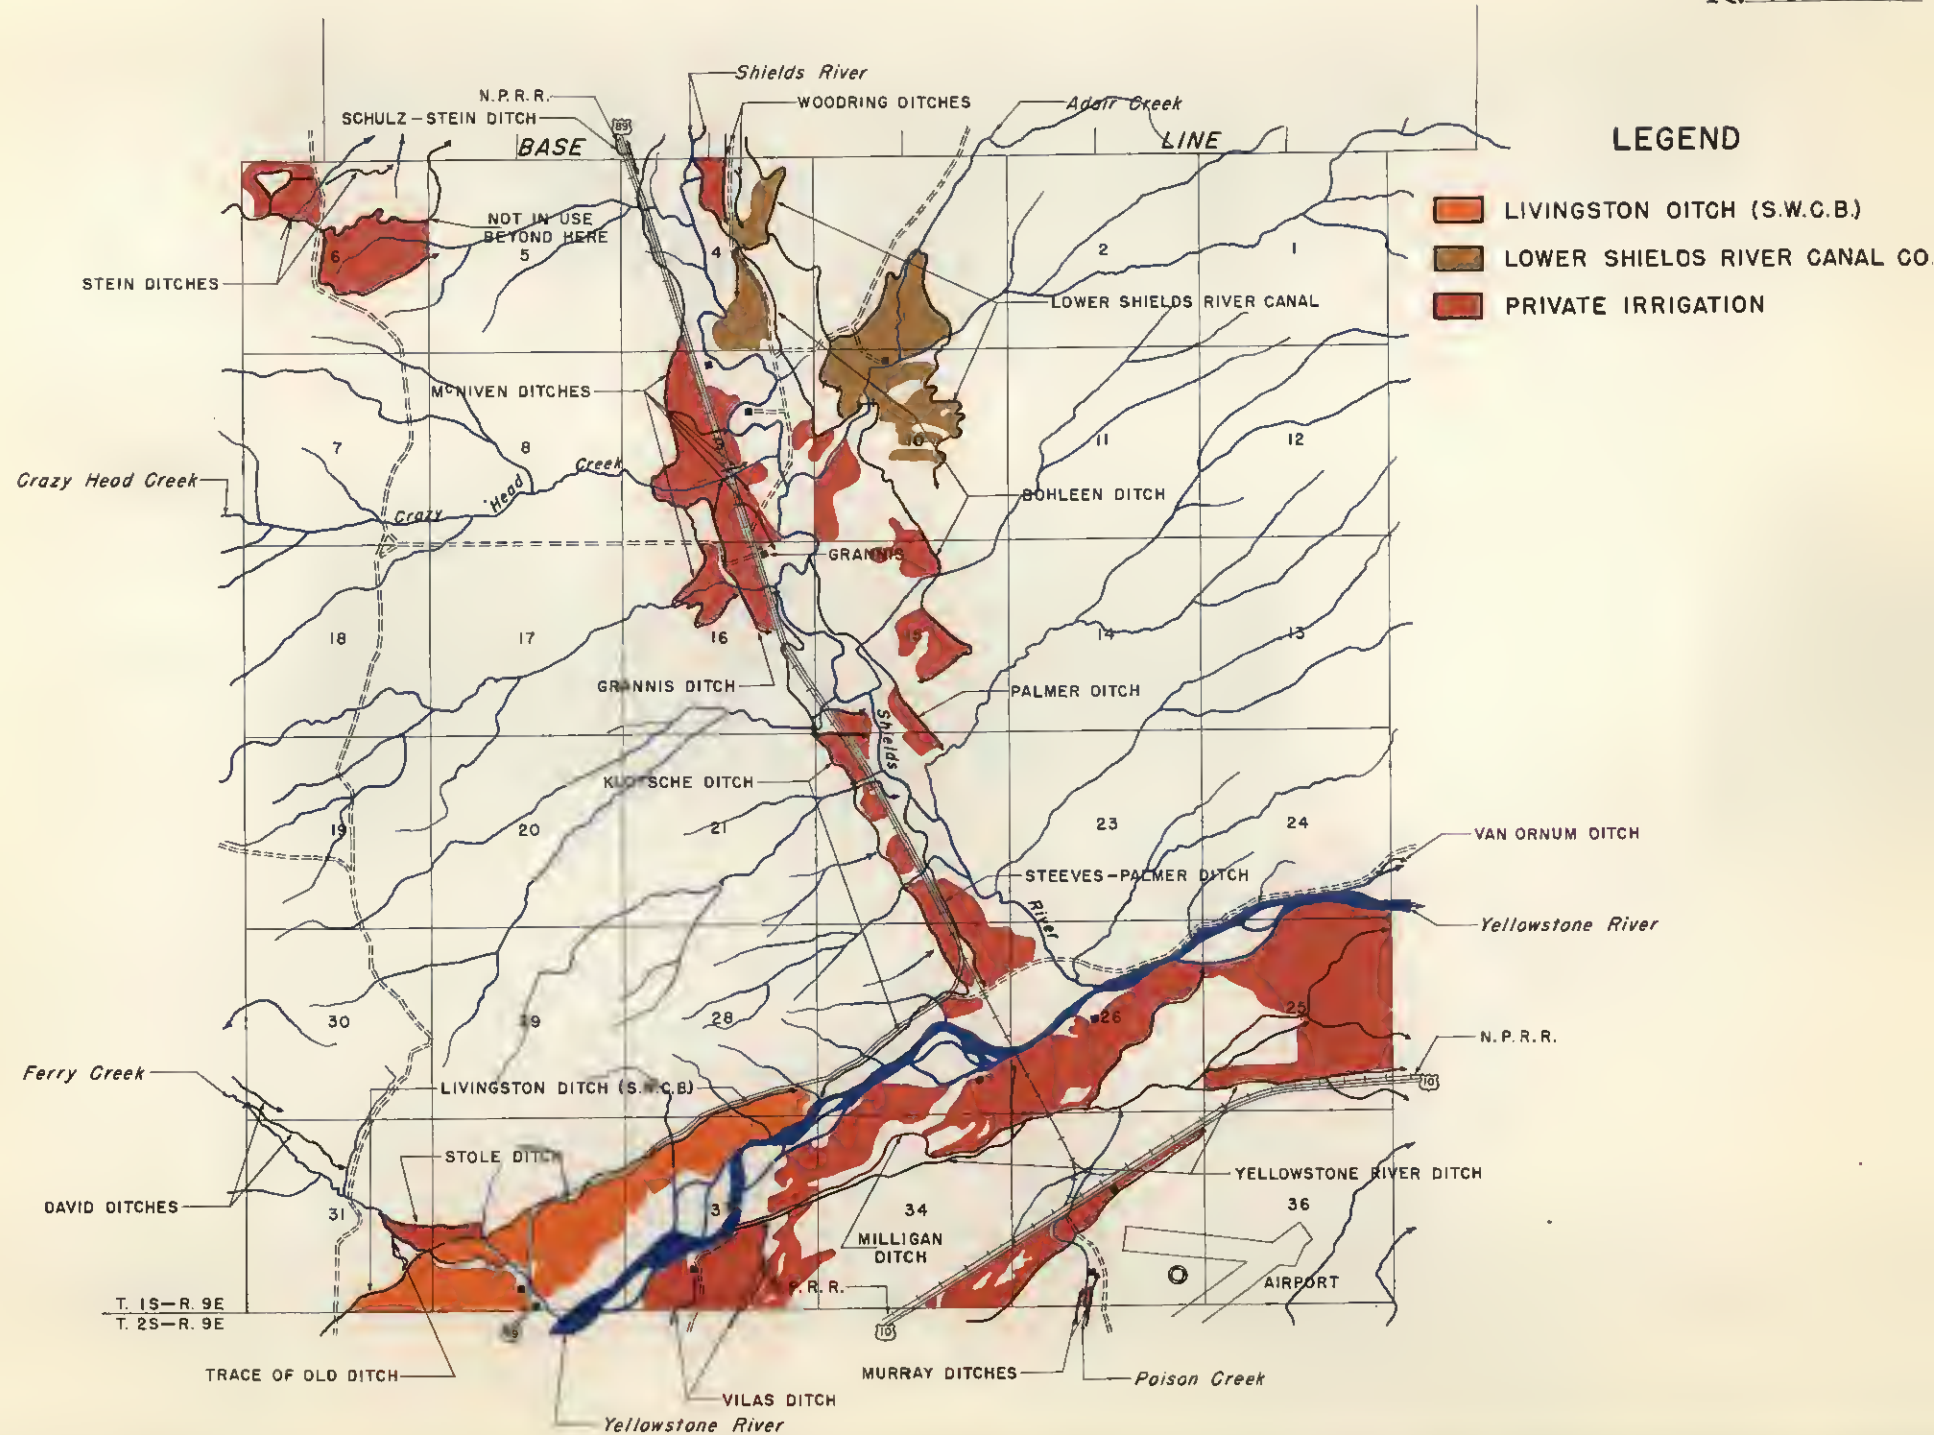 Shields River
N.P.R.R.
WOODRING DITCHES
Adair Creek
SCHULZ-STEIN DITCH
89
BASE
LINE
LEGEND
LIVINGSTON DITCH (S.W.C.B.)
LOWER SHIELDS RIVER CANAL CO.
PRIVATE IRRIGATION
NOT IN USE
BEYOND HERE
6
5
4
2
1
STEIN DITCHES
LOWER SHIELDS RIVER CANAL
McNIVEN DITCHES
7
8
10
11
12
Crazy Head Creek
Creek
Head
Crazy
BOHLEEN DITCH
GRANNIS
18
17
16
15
14
13
GRANNIS DITCH
PALMER DITCH
Shields
KLOTSCHE DITCH
19
20
21
23
24
VAN ORNUM DITCH
STEEVES-PALMER DITCH
River
Yellowstone River
30
29
28
26
25
N.P.R.R.
10
Ferry Creek
LIVINGSTON DITCH (S.W.C.B)
STOLE DITCH
YELLOWSTONE RIVER DITCH
DAVID DITCHES
31
3
34
36
MILLIGAN
DITCH
P.R.R.
AIRPORT
T. 1S-R. 9E
T. 2S-R. 9E
10
TRACE OF OLD DITCH
MURRAY DITCHES
Poison Creek
VILAS DITCH
Yellowstone River